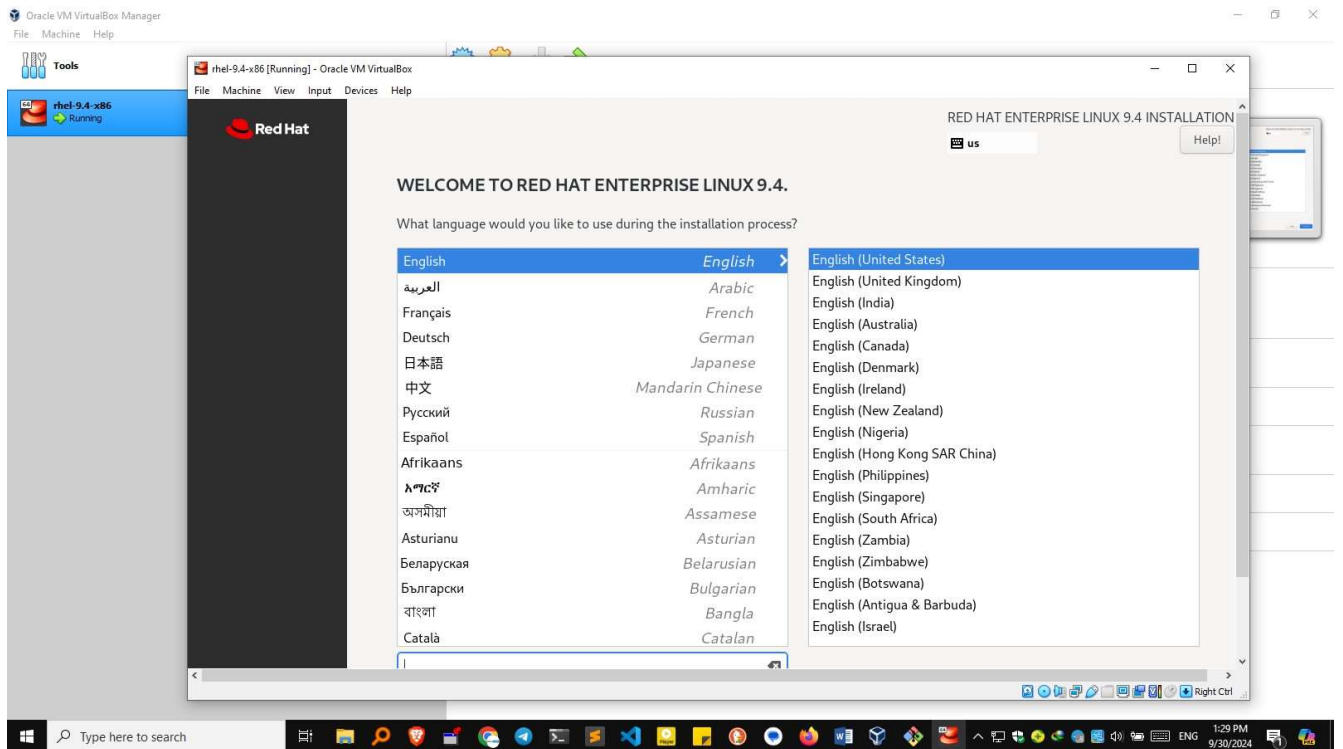 Oracle VM VirtualBox Manager
File Machine Help
Tools
rhel-9.4-x86
Running
64
rhel-9.4-x86 [Running] - Oracle VM VirtualBox
File Machine View Input Devices Help
Red Hat
RED HAT ENTERPRISE LINUX 9.4 INSTALLATION
us
Help!
WELCOME TO RED HAT ENTERPRISE LINUX 9.4.
What language would you like to use during the installation process?
English English
العربية Arabic
Français French
Deutsch German
日本語 Japanese
中文 Mandarin Chinese
Русский Russian
Español Spanish
Afrikaans Afrikaans
አማርኛ Amharic
অসমীয়া Assamese
Asturianu Asturian
Беларуская Belarusian
Български Bulgarian
বাংলা Bangla
Català Catalan
English (United States)
English (United Kingdom)
English (India)
English (Australia)
English (Canada)
English (Denmark)
English (Ireland)
English (New Zealand)
English (Nigeria)
English (Hong Kong SAR China)
English (Philippines)
English (Singapore)
English (South Africa)
English (Zambia)
English (Zimbabwe)
English (Botswana)
English (Antigua & Barbuda)
English (Israel)
Right Ctrl
Type here to search
ENG
1:29 PM
9/30/2024